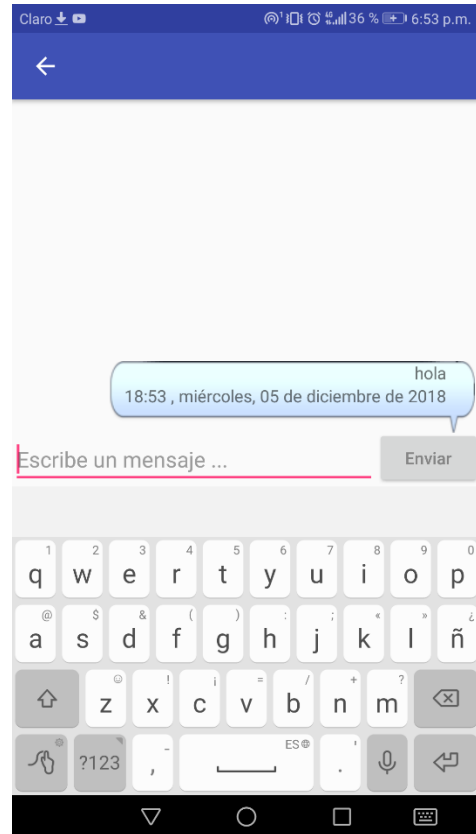 Claro 36 % 6:53 p.m.
hola
18:53 , miércoles, 05 de diciembre de 2018
Escribe un mensaje ... Enviar
1 2 3 4 5 6 7 8 9 0
q w e r t y u i o p
@ $ & ( ) : ; « » ¿
a s d f g h j k l ñ
! ¡ = / + ?
z x c v b n m
ES
?123 , - . '